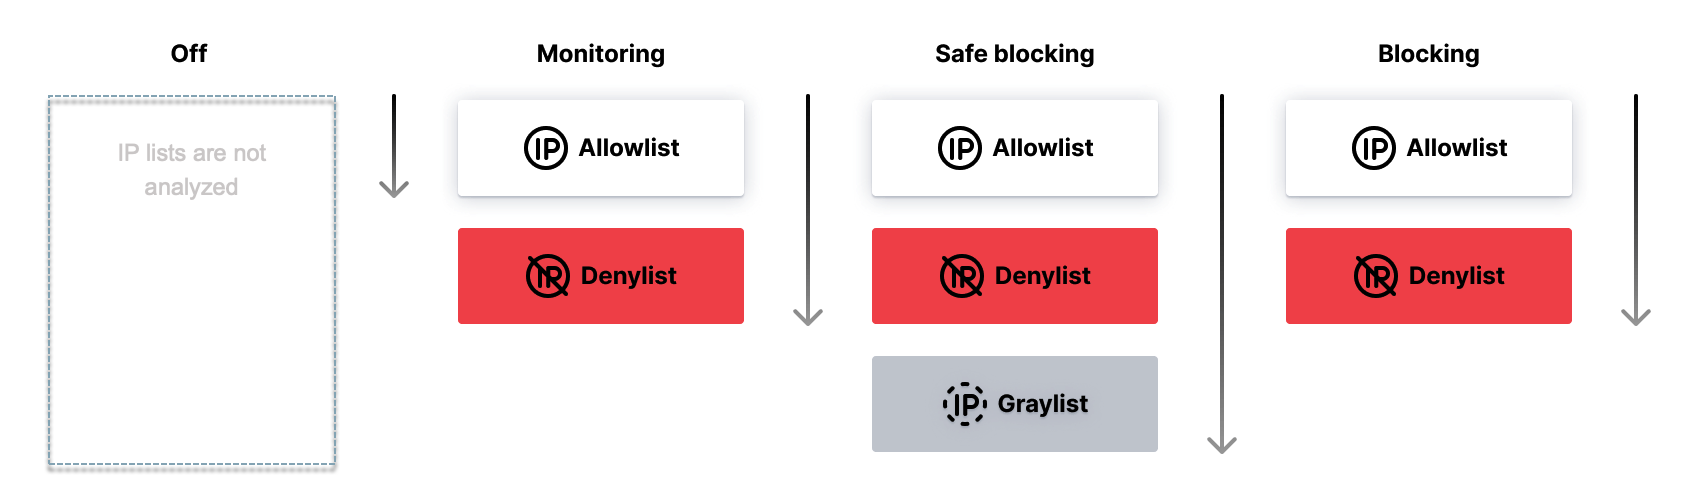 Off
IP lists are not
analyzed
Monitoring
IP Allowlist
IP Denylist
Safe blocking
IP Allowlist
IP Denylist
IP Graylist
Blocking
IP Allowlist
IP Denylist